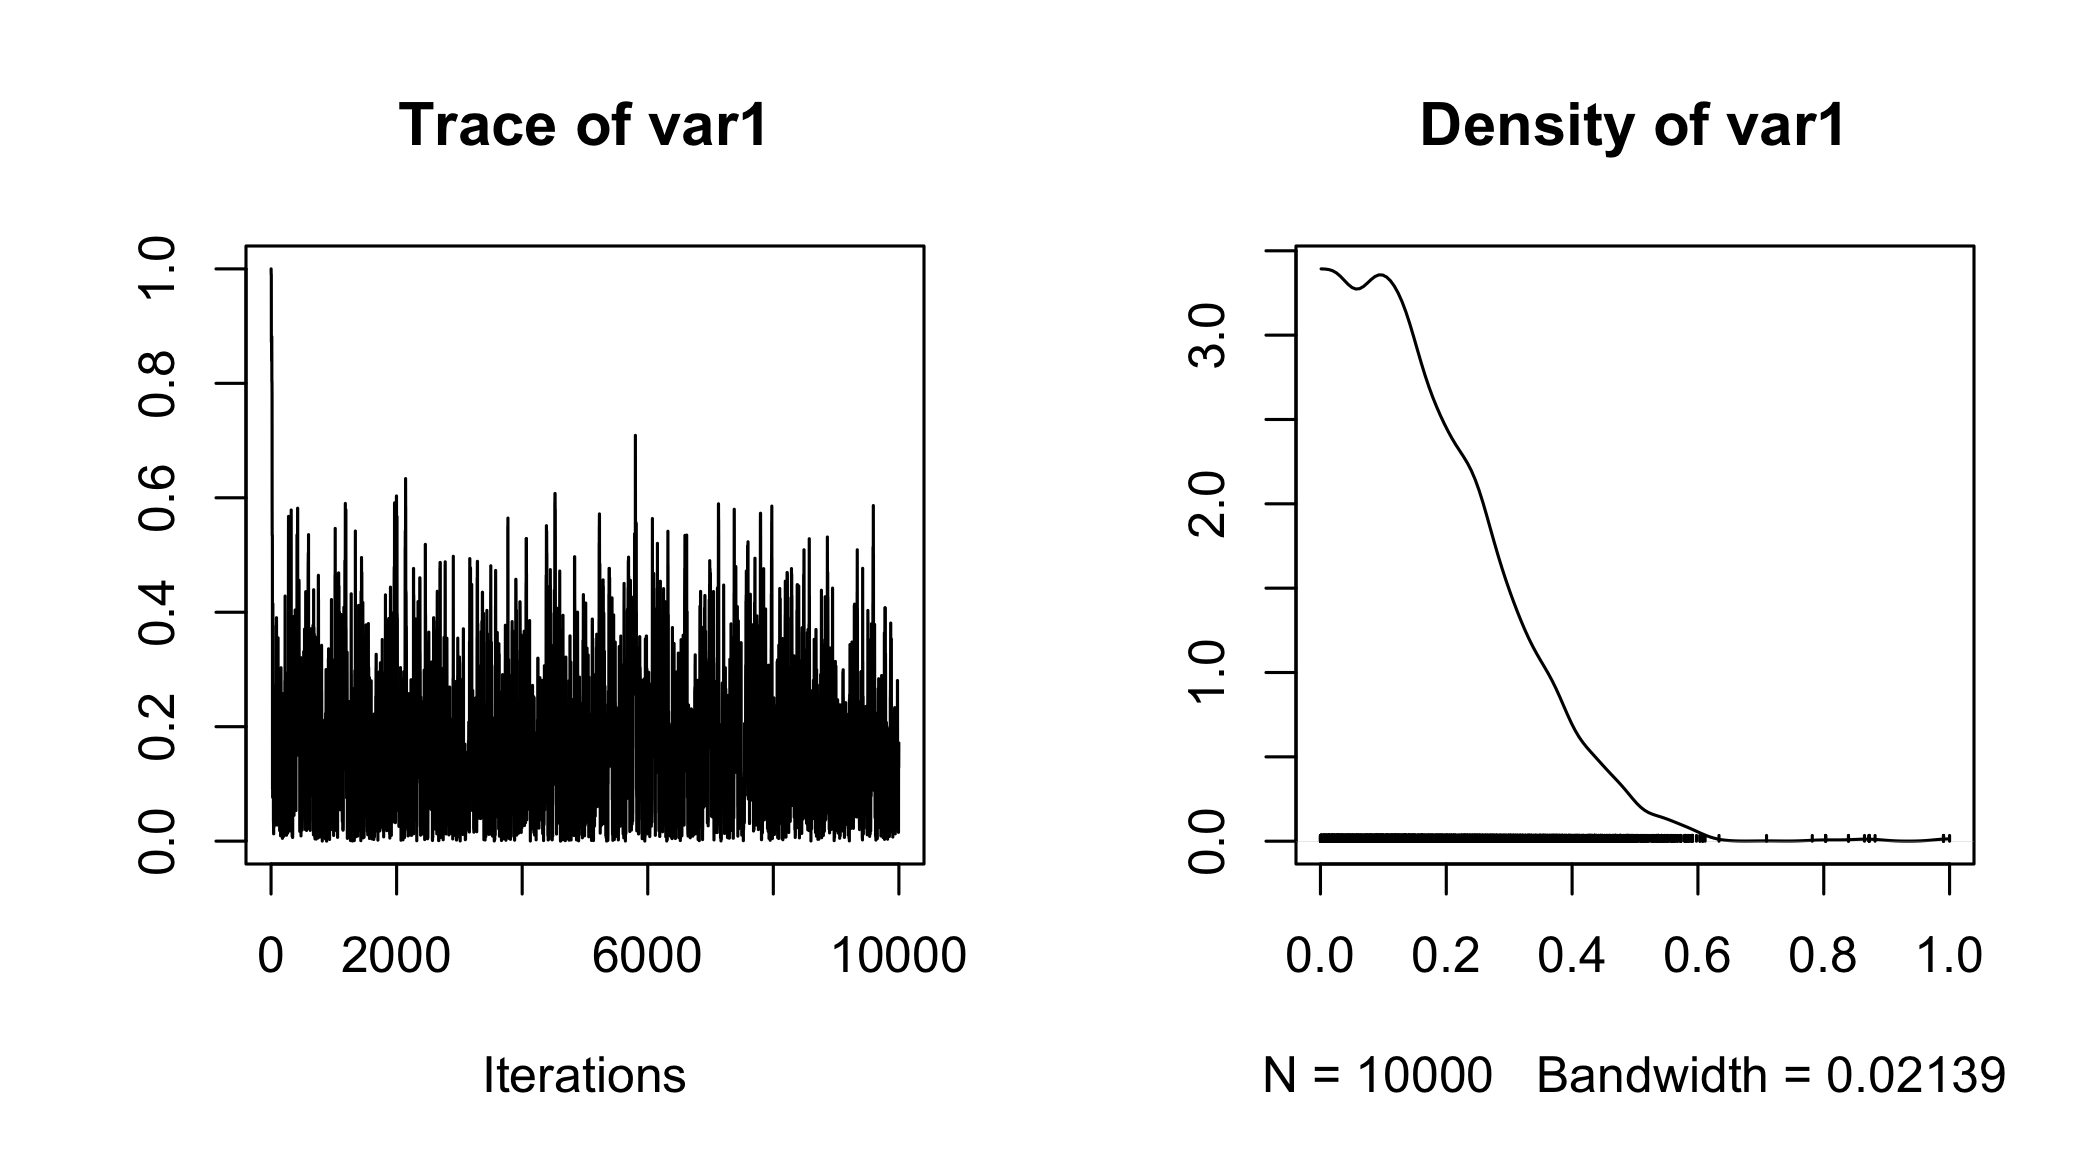 Trace of var1
1.0
0.8
0.6
0.4
0.2
0.0
0 2000 6000 10000
Iterations
Density of var1
3.0
2.0
1.0
0.0
0.0 0.2 0.4 0.6 0.8 1.0
N = 10000 Bandwidth = 0.02139